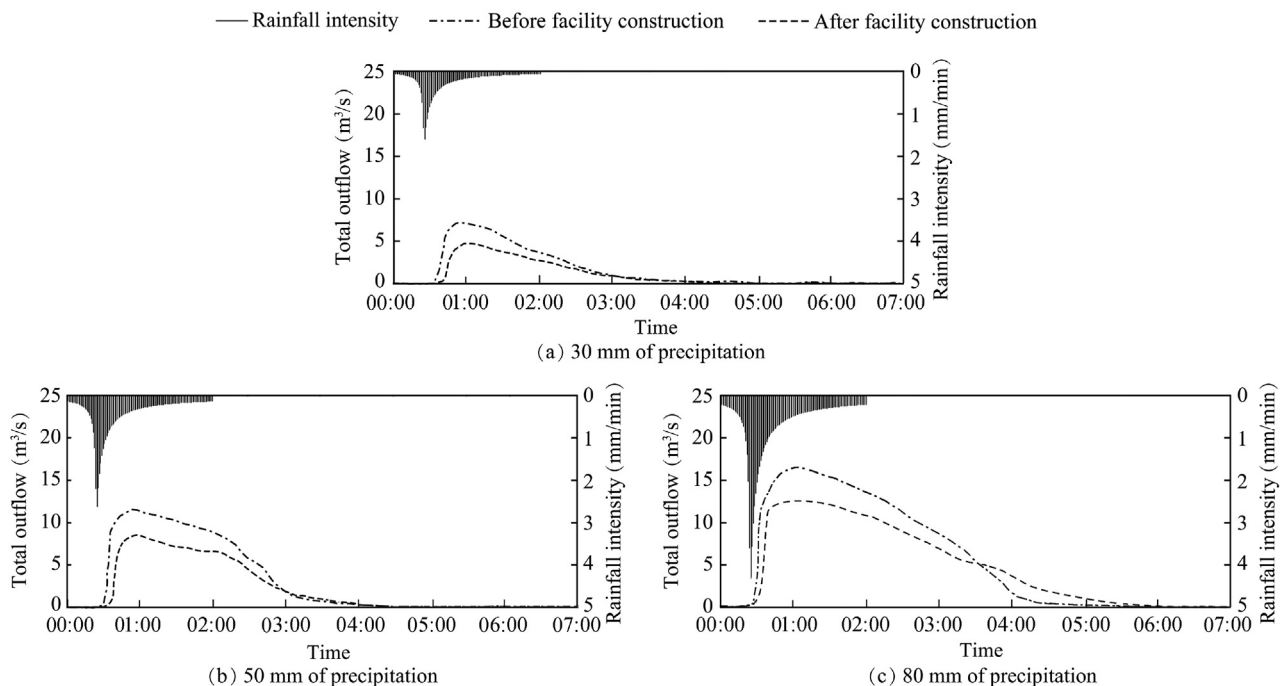 Rainfall intensity Before facility construction After facility construction
Total outflow (m³/s)
25
20
15
10
5
0
0
1
2
3
4
5
Rainfall intensity (mm/min)
00:00 01:00 02:00 03:00 04:00 05:00 06:00 07:00
Time
(a) 30 mm of precipitation
Total outflow (m³/s)
25
20
15
10
5
0
0
1
2
3
4
5
Rainfall intensity (mm/min)
00:00 01:00 02:00 03:00 04:00 05:00 06:00 07:00
Time
(b) 50 mm of precipitation
Total outflow (m³/s)
25
20
15
10
5
0
0
1
2
3
4
5
Rainfall intensity (mm/min)
00:00 01:00 02:00 03:00 04:00 05:00 06:00 07:00
Time
(c) 80 mm of precipitation